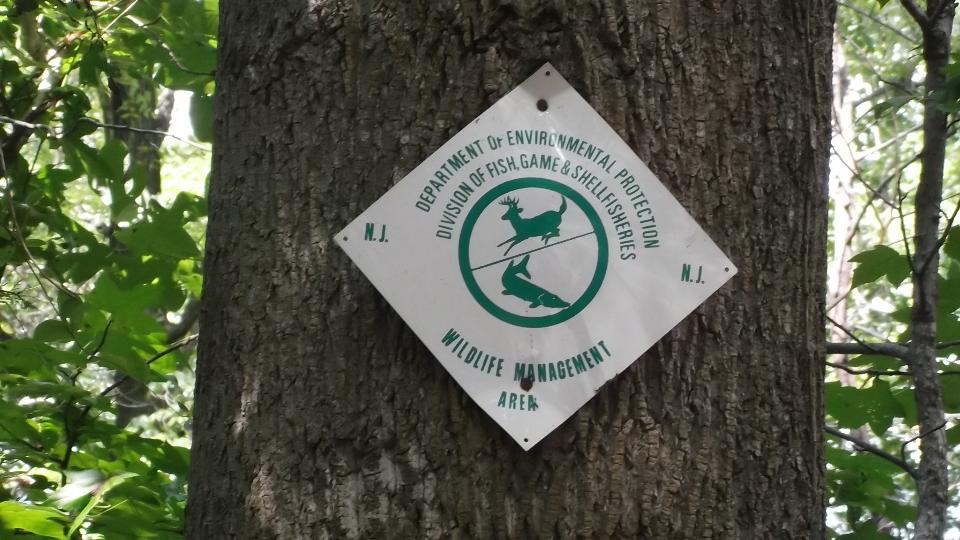 DEPARTMENT OF ENVIRONMENTAL PROTECTION
DIVISION OF FISH, GAME & SHELLFISHERIES
N.J.
N.J.
WILDLIFE MANAGEMENT
AREA